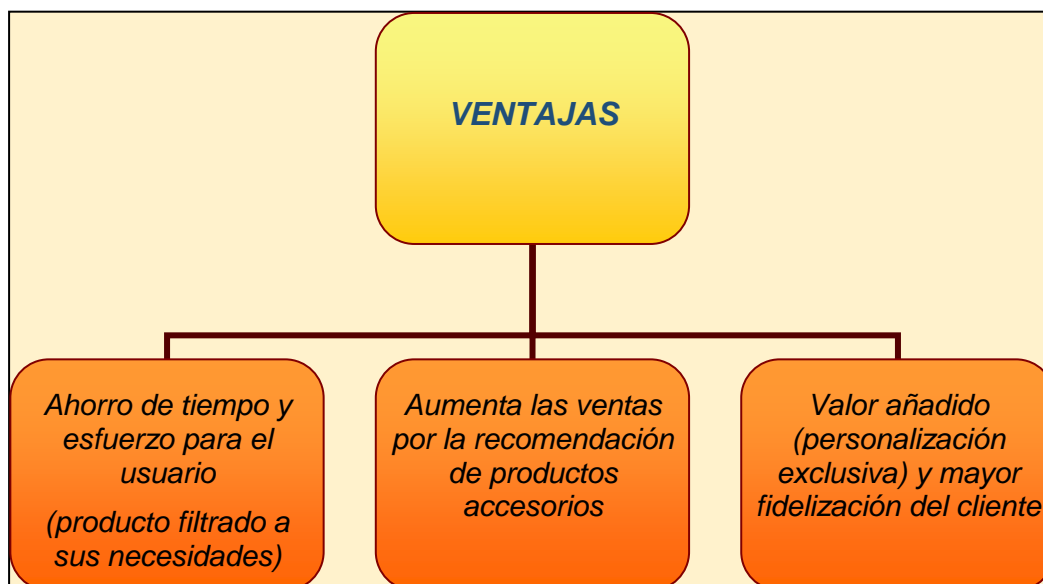 VENTAJAS
Ahorro de tiempo y
esfuerzo para el
usuario
(producto filtrado a
sus necesidades)
Aumenta las ventas
por la recomendación
de productos
accesorios
Valor añadido
(personalización
exclusiva) y mayor
fidelización del cliente